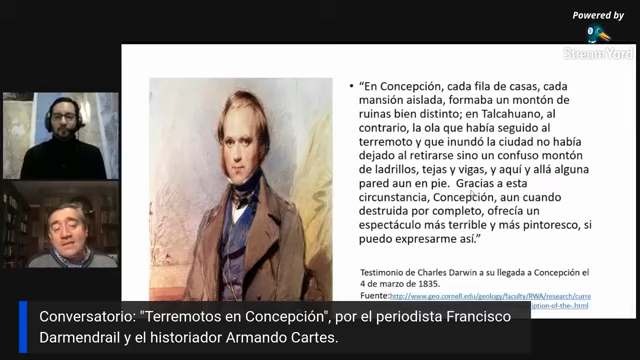 Powered by
StreamYard
• “En Concepción, cada fila de casas, cada
mansión aislada, formaba un montón de
ruinas bien distinto; en Talcahuano, al
contrario, la ola que había seguido al
terremoto y que inundó la ciudad no había
dejado al retirarse sino un confuso montón
de ladrillos, tejas y vigas, y aquí y allá alguna
pared aun en pie. Gracias a esta
circunstancia, Concepción, aun cuando
destruida por completo, ofrecía un
espectáculo más terrible y más pintoresco, si
puedo expresarme así.”
Testimonio de Charles Darwin a su llegada a Concepción el
4 de marzo de 1835.
Fuente: http://www.geo.cornell.edu/geology/faculty/RWA/research/curre
Conversatorio: "Terremotos en Concepción", por el periodista Francisco
Darmendrail y el historiador Armando Cartes.